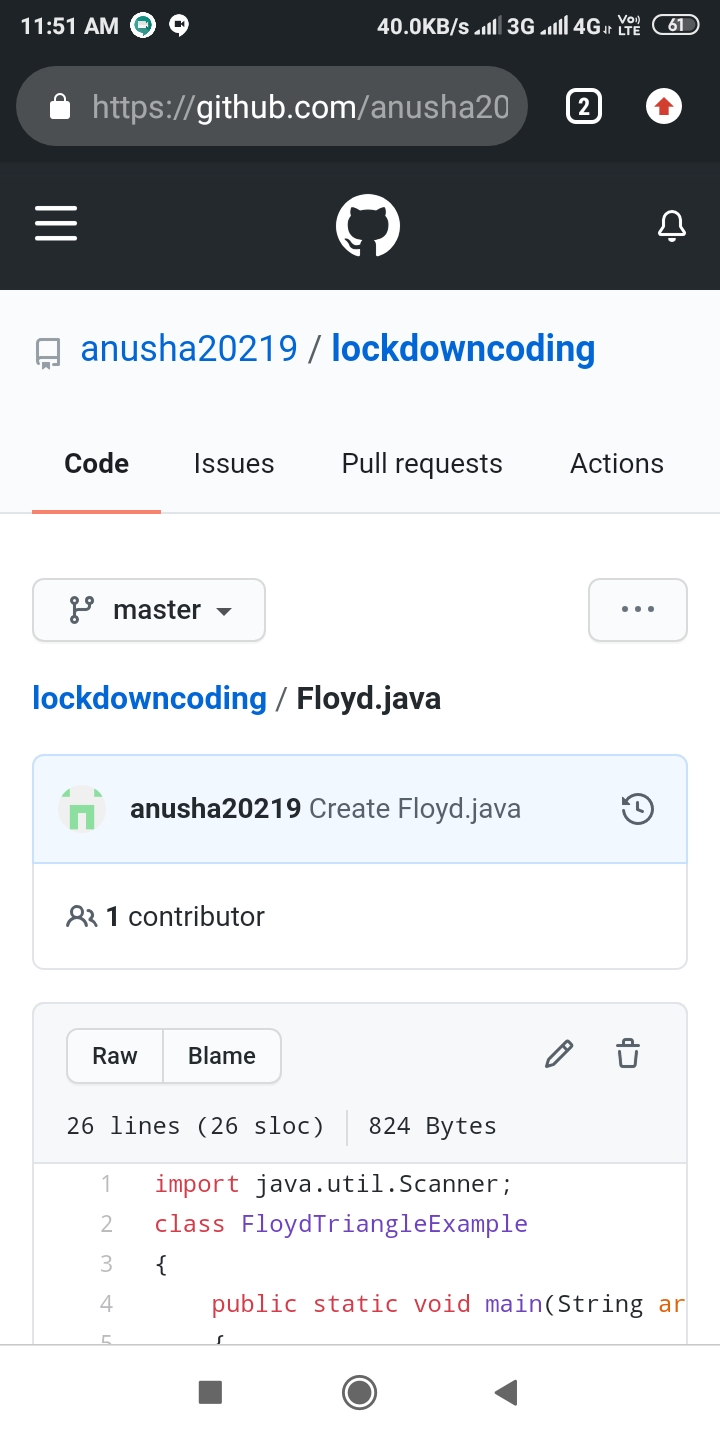 11:51 AM 40.0KB/s 3G 4G Vo)) LTE 61
https://github.com/anusha20 2
anusha20219 / lockdowncoding
Code Issues Pull requests Actions
master ...
lockdowncoding / Floyd.java
anusha20219 Create Floyd.java
1 contributor
Raw Blame
26 lines (26 sloc) 824 Bytes
1 import java.util.Scanner;
2 class FloydTriangleExample
3 {
4 public static void main(String ar
5 {